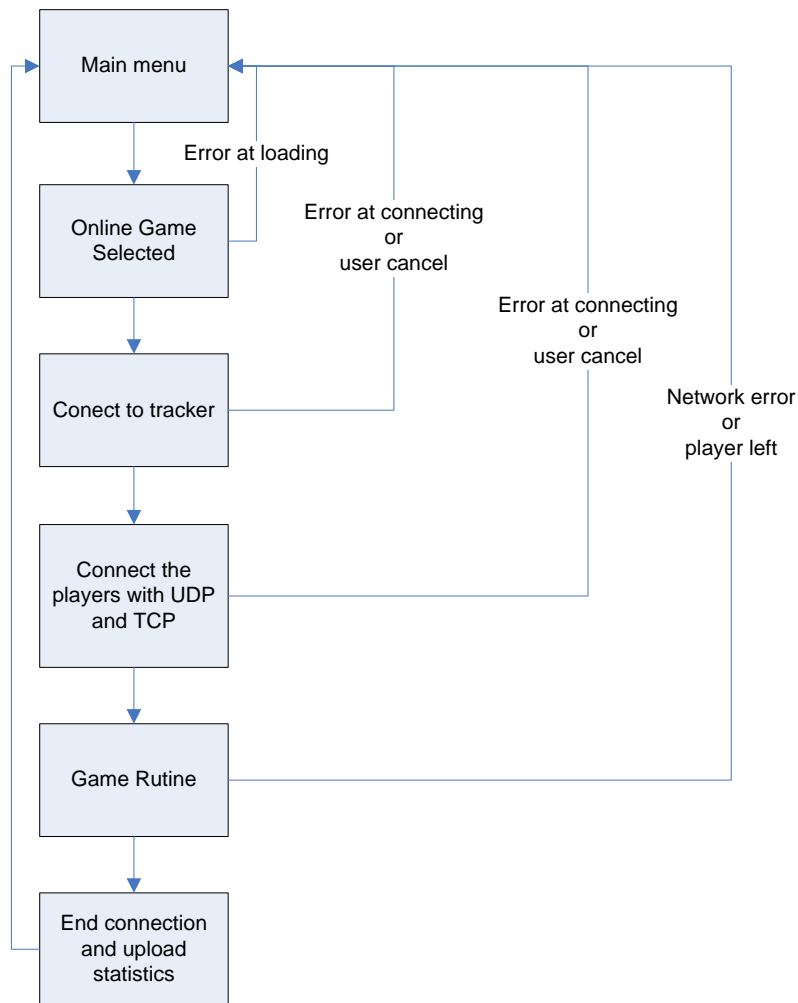 Main menu
Error at loading
Online Game
Selected
Error at connecting
or
user cancel
Error at connecting
or
user cancel
Conect to tracker
Network error
or
player left
Connect the
players with UDP
and TCP
Game Rutine
End connection
and upload
statistics